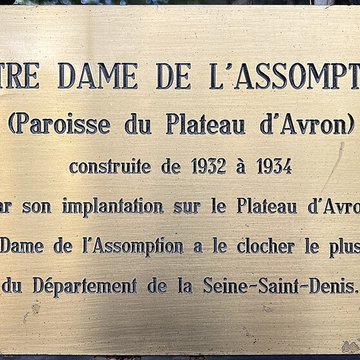 TRE DAME DE L'ASSOMPT
(Paroisse du Plateau d'Avron)
construite de 1932 à 1934
ar son implantation sur le Plateau d'Avro
Dame de l'Assomption a le clocher le plus
du Département de la Seine-Saint-Denis.